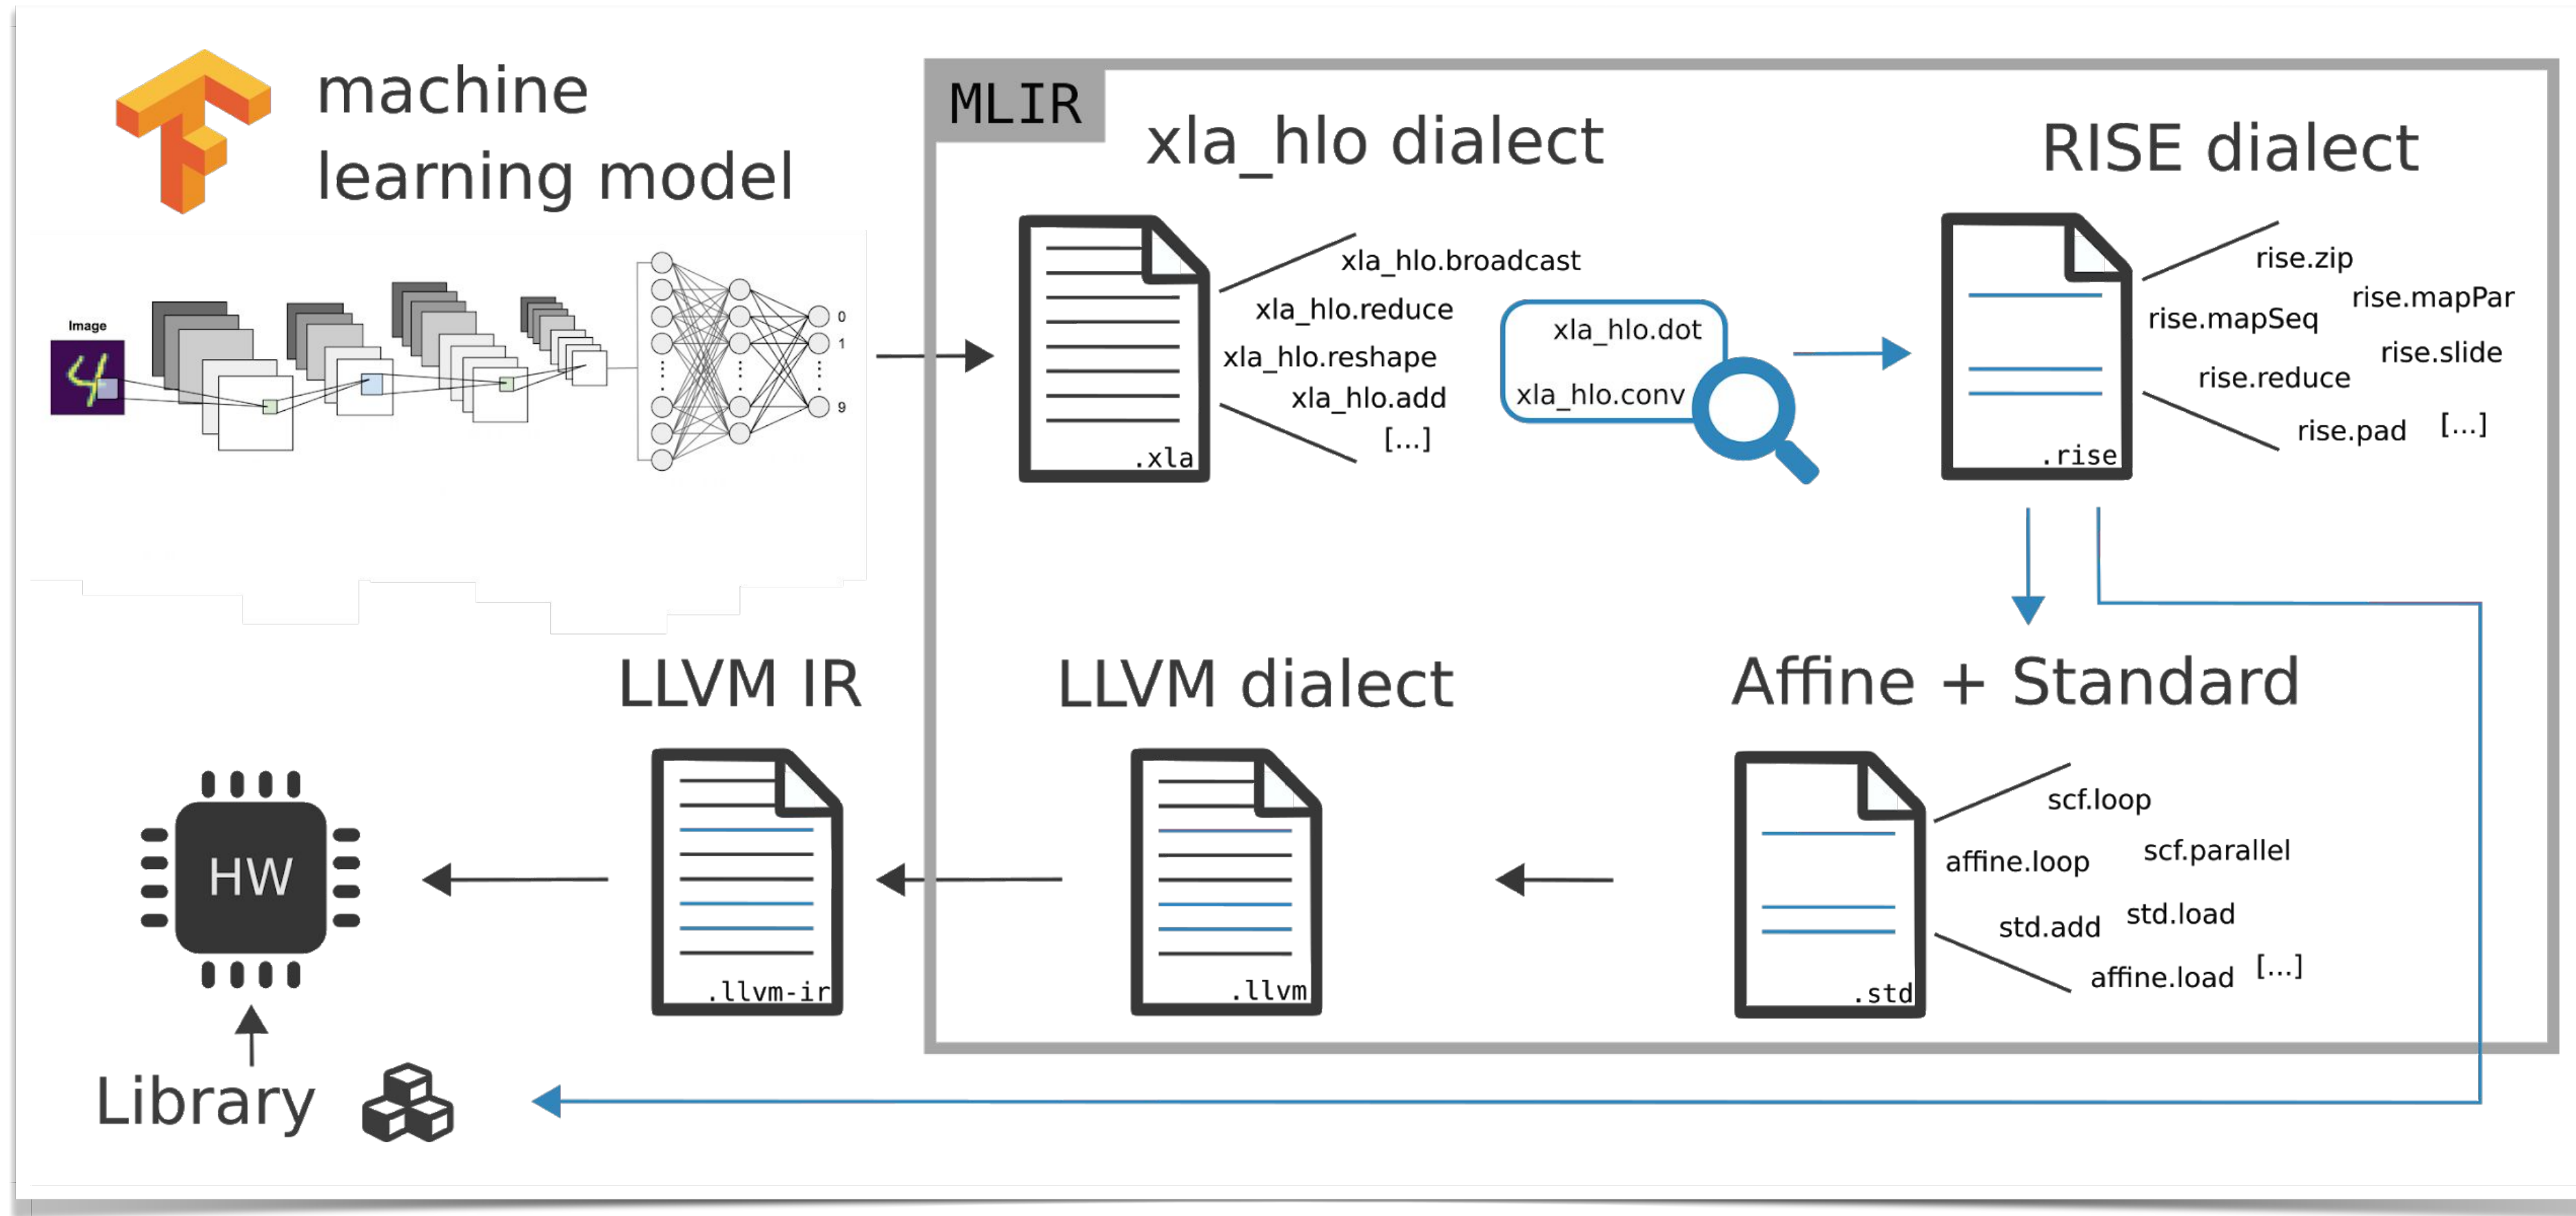 machine
learning model
Image
0
1
9
MLIR
xla_hlo dialect
xla_hlo.broadcast
xla_hlo.reduce
xla_hlo.reshape
xla_hlo.add
[...]
.xla
xla_hlo.dot
xla_hlo.conv
RISE dialect
rise.zip
rise.mapPar
rise.mapSeq
rise.slide
rise.reduce
rise.pad
[...]
.rise
LLVM IR
.llvm-ir
LLVM dialect
.llvm
Affine + Standard
scf.loop
scf.parallel
affine.loop
std.load
std.add
affine.load
[...]
.std
HW
Library